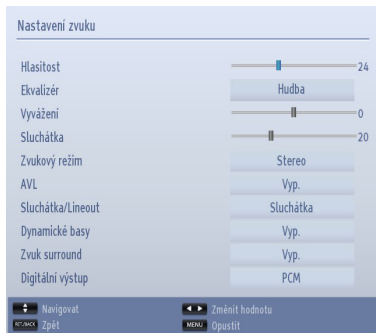 Nastavení zvuku
Hlasitost 24
Ekvalizér Hudba
Vyvážení 0
Sluchátka 20
Zvukový režim Stereo
AVL Vyp.
Sluchátka/Lineout Sluchátka
Dynamické basy Vyp.
Zvuk surround Vyp.
Digitální výstup PCM
Navigovat Změnit hodnotu
RET./BACK Zpět MENU Opustit